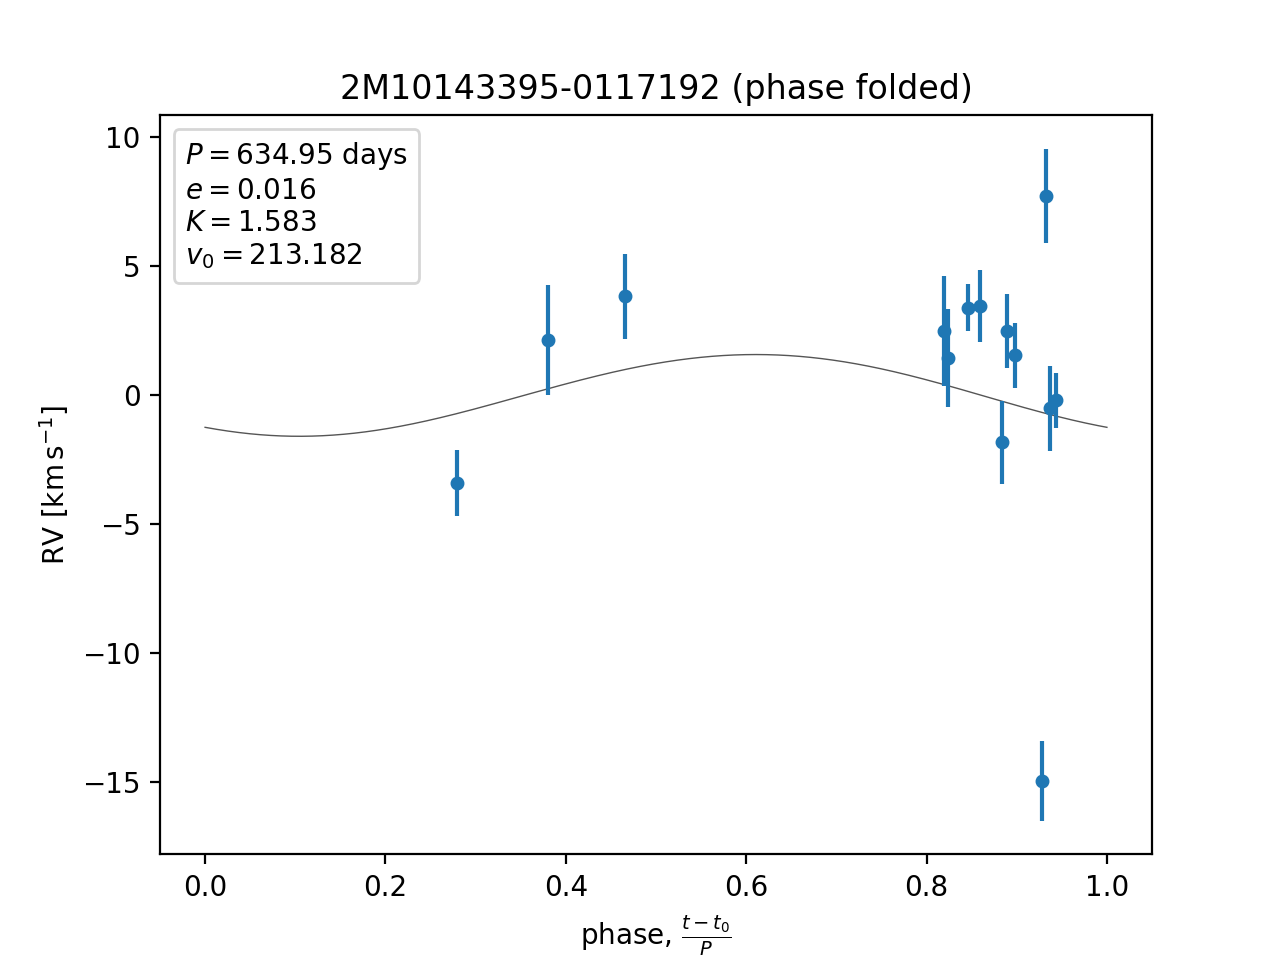 2M10143395-0117192 (phase folded)
P = 634.95 days
e = 0.016
K = 1.583
v₀ = 213.182
10
5
0
−5
−10
−15
RV [km s⁻¹]
0.0 0.2 0.4 0.6 0.8 1.0
phase, (t − t₀)/P